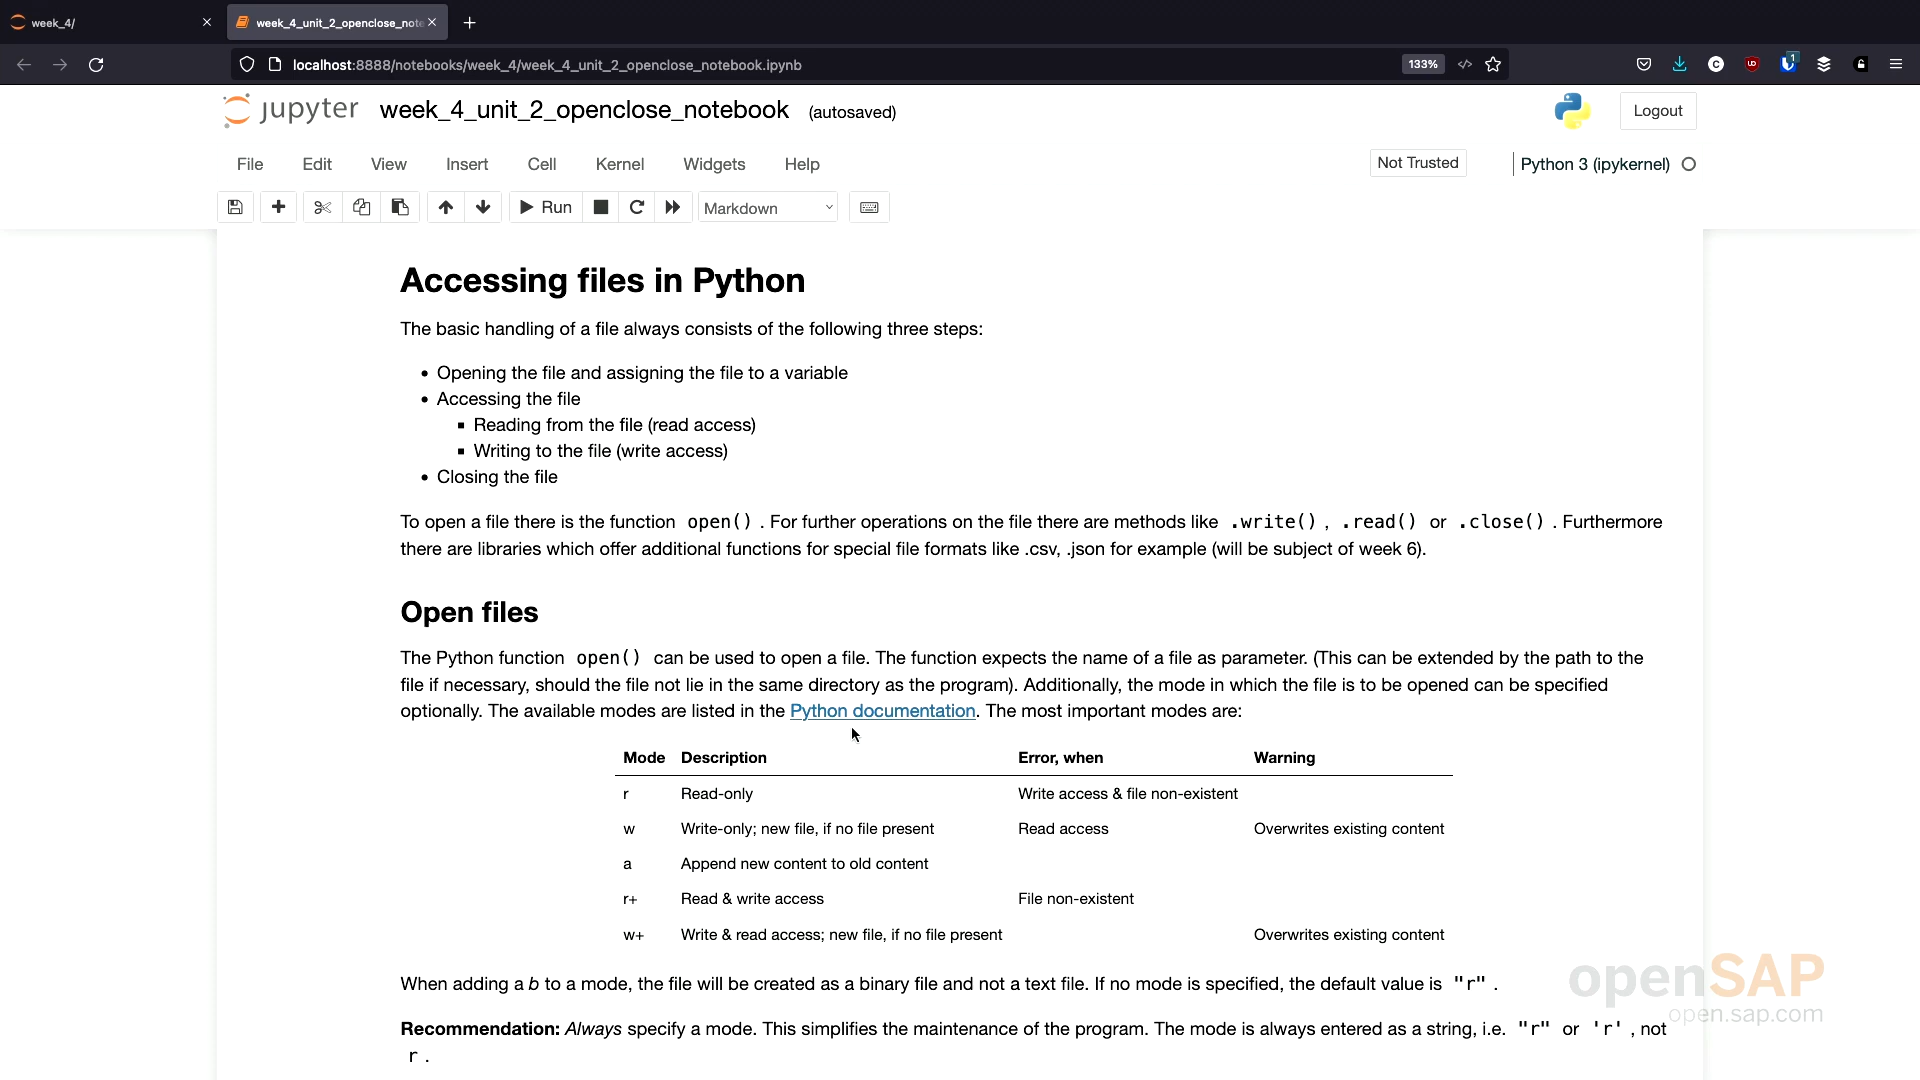 week_4/
week_4_unit_2_openclose_note
localhost:8888/notebooks/week_4/week_4_unit_2_openclose_notebook.ipynb
133%
jupyter week_4_unit_2_openclose_notebook (autosaved)
Logout
File Edit View Insert Cell Kernel Widgets Help
Not Trusted
Python 3 (ipykernel)
Run
Markdown
Accessing files in Python
The basic handling of a file always consists of the following three steps:
• Opening the file and assigning the file to a variable
• Accessing the file
▪ Reading from the file (read access)
▪ Writing to the file (write access)
• Closing the file
To open a file there is the function open() . For further operations on the file there are methods like .write() , .read() or .close() . Furthermore
there are libraries which offer additional functions for special file formats like .csv, .json for example (will be subject of week 6).
Open files
The Python function open() can be used to open a file. The function expects the name of a file as parameter. (This can be extended by the path to the
file if necessary, should the file not lie in the same directory as the program). Additionally, the mode in which the file is to be opened can be specified
optionally. The available modes are listed in the Python documentation. The most important modes are:
Mode Description Error, when Warning
r Read-only Write access & file non-existent
w Write-only; new file, if no file present Read access Overwrites existing content
a Append new content to old content
r+ Read & write access File non-existent
w+ Write & read access; new file, if no file present Overwrites existing content
When adding a b to a mode, the file will be created as a binary file and not a text file. If no mode is specified, the default value is "r" .
Recommendation: Always specify a mode. This simplifies the maintenance of the program. The mode is always entered as a string, i.e. "r" or 'r' , not
r .
openSAP
open.sap.com